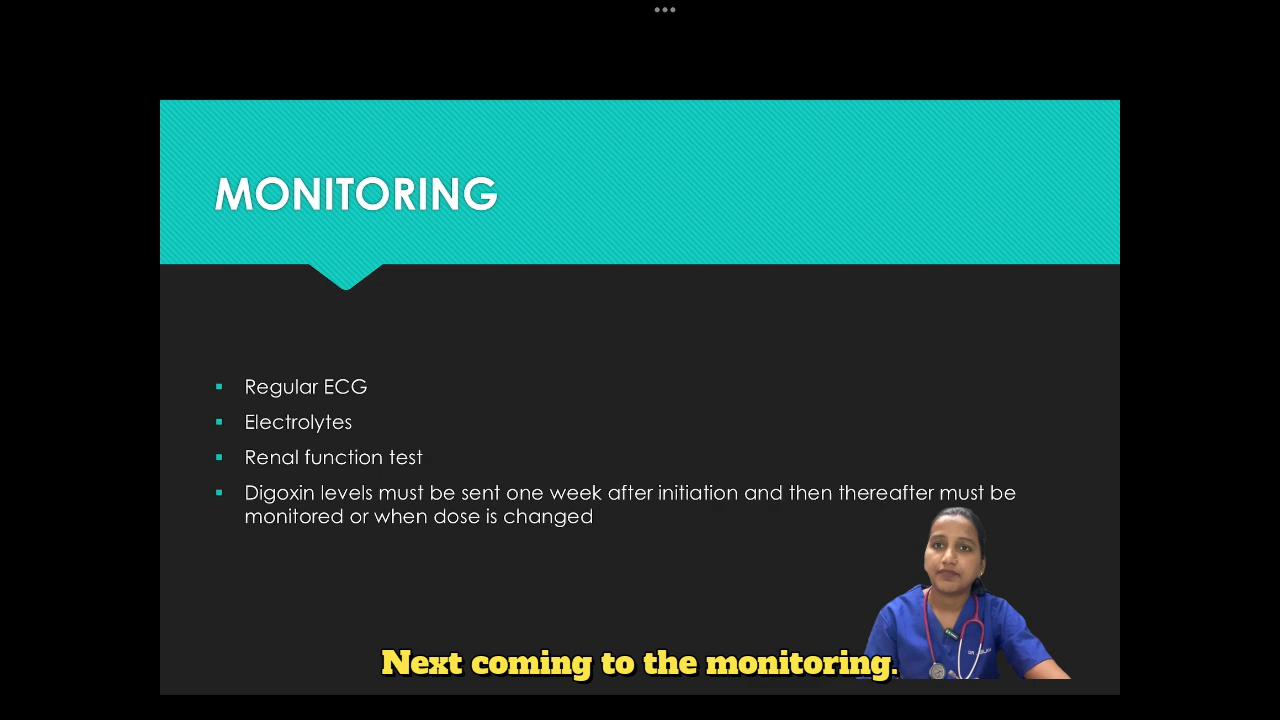 MONITORING
Regular ECG
Electrolytes
Renal function test
Digoxin levels must be sent one week after initiation and then thereafter must be
monitored or when dose is changed
Next coming to the monitoring.